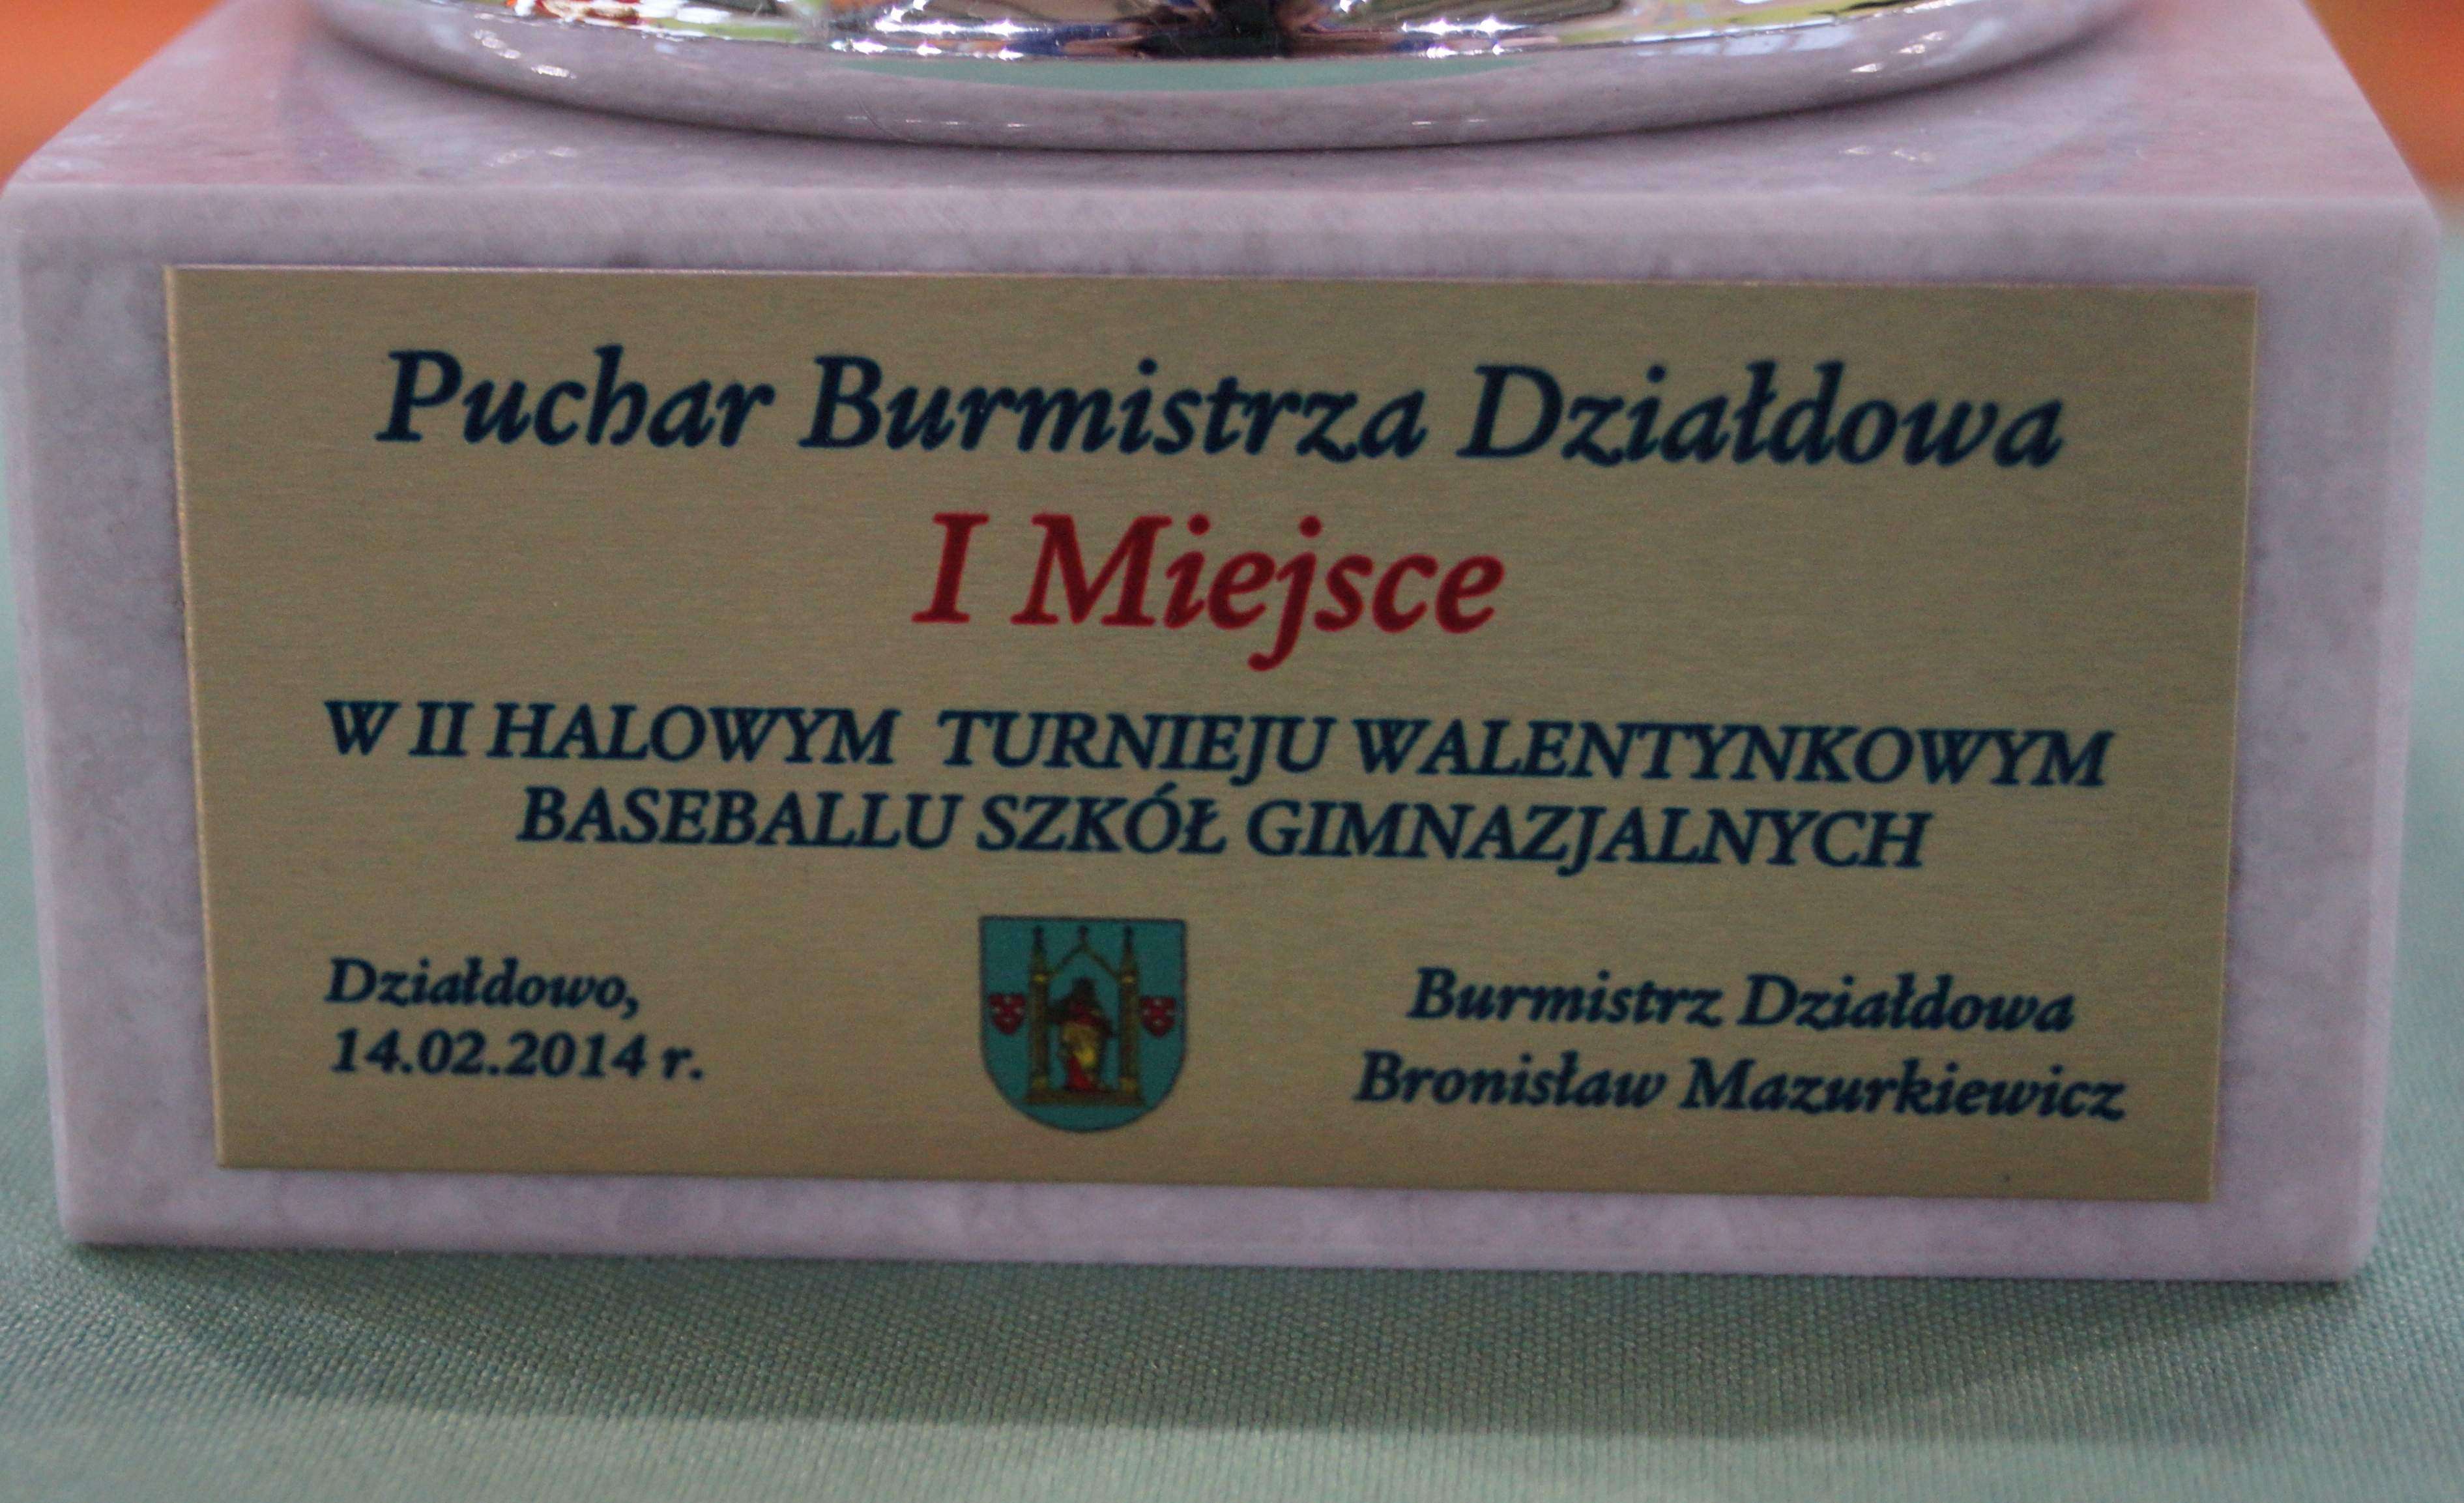 Puchar Burmistrza Działdowa
I Miejsce
W II HALOWYM TURNIEJU WALENTYNKOWYM
BASEBALLU SZKÓŁ GIMNAZJALNYCH
Działdowo,
14.02.2014 r.
Burmistrz Działdowa
Bronisław Mazurkiewicz